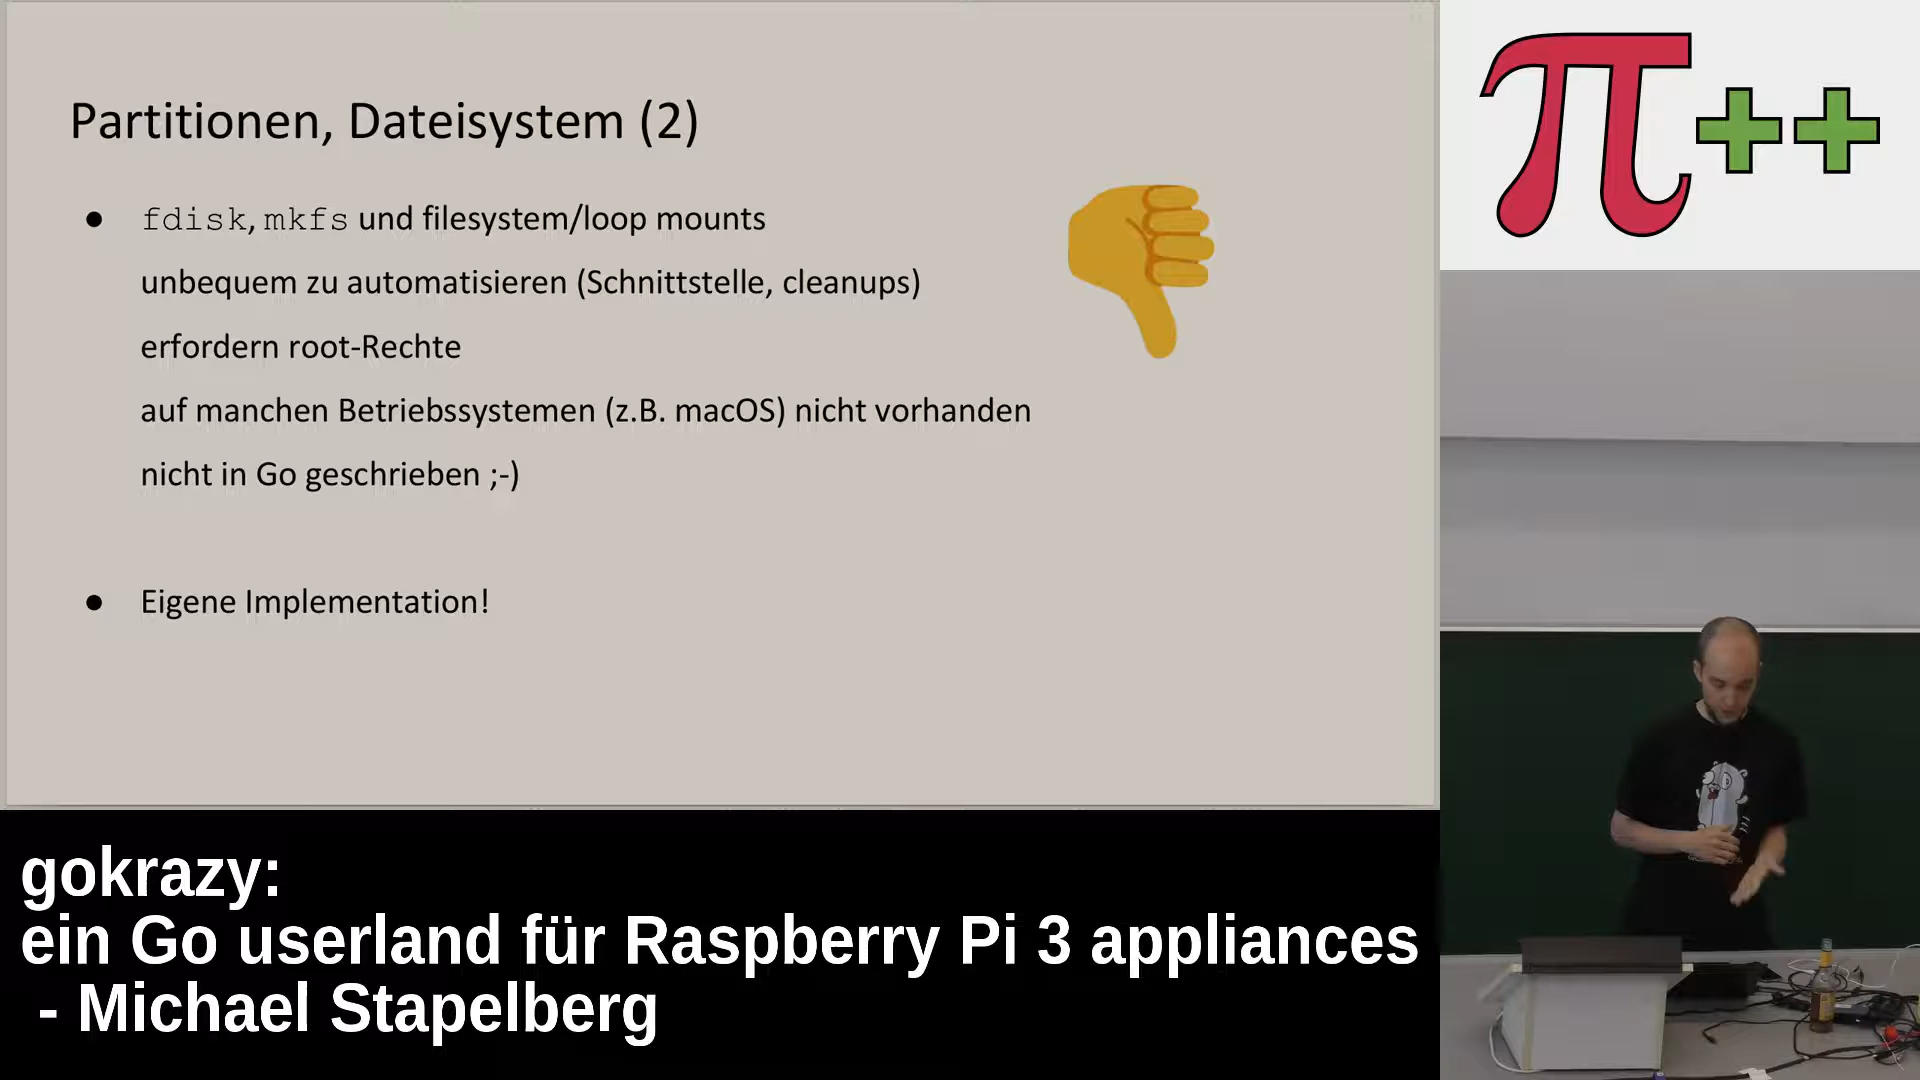 Partitionen, Dateisystem (2)
● fdisk, mkfs und filesystem/loop mounts
unbequem zu automatisieren (Schnittstelle, cleanups)
erfordern root-Rechte
auf manchen Betriebssystemen (z.B. macOS) nicht vorhanden
nicht in Go geschrieben ;-)
● Eigene Implementation!
π++
gokrazy:
ein Go userland für Raspberry Pi 3 appliances
- Michael Stapelberg